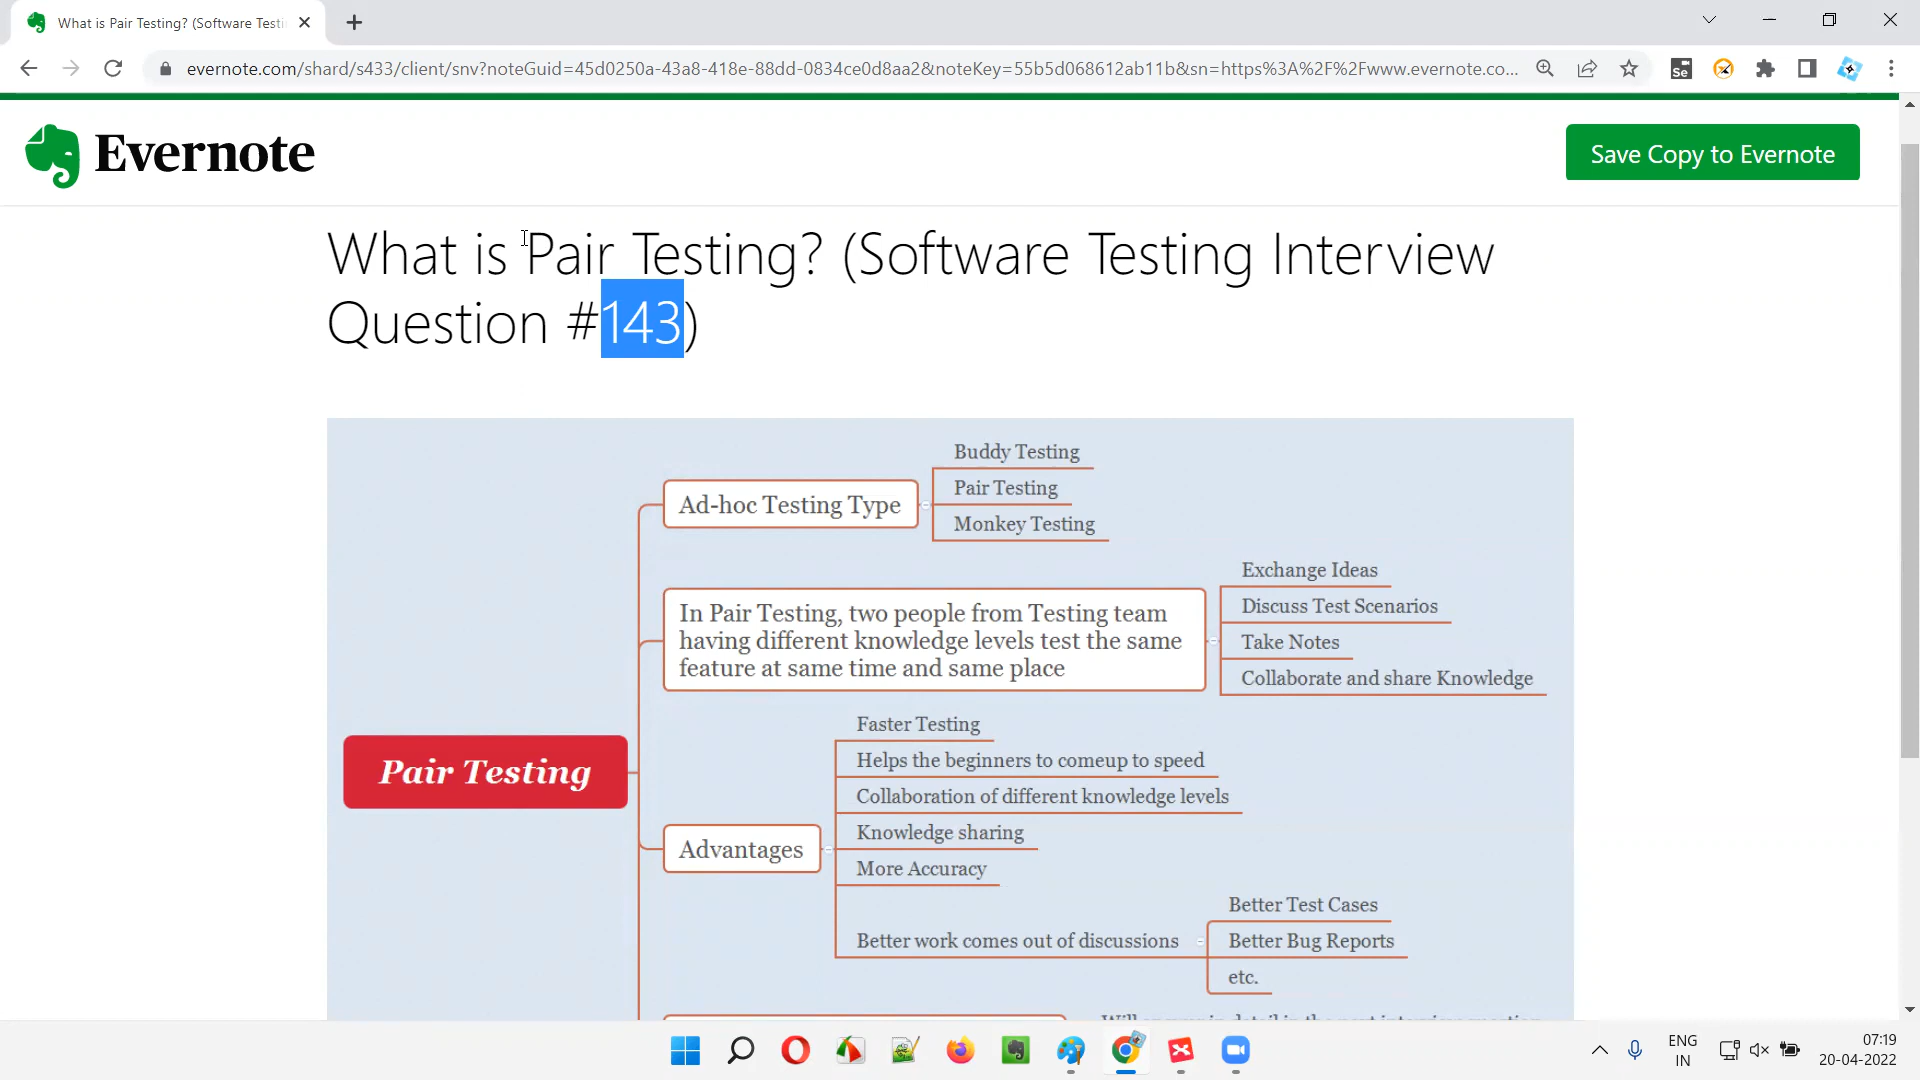 What is Pair Testing? (Software Testi
evernote.com/shard/s433/client/snv?noteGuid=45d0250a-43a8-418e-88dd-0834ce0d8aa2&noteKey=55b5d068612ab11b&sn=https%3A%2F%2Fwww.evernote.co...
Se
Evernote
Save Copy to Evernote
What is Pair Testing? (Software Testing Interview
Question #143)
Buddy Testing
Ad-hoc Testing Type
Pair Testing
Monkey Testing
Exchange Ideas
In Pair Testing, two people from Testing team
having different knowledge levels test the same
feature at same time and same place
Discuss Test Scenarios
Take Notes
Collaborate and share Knowledge
Pair Testing
Faster Testing
Helps the beginners to comeup to speed
Collaboration of different knowledge levels
Advantages
Knowledge sharing
More Accuracy
Better work comes out of discussions
Better Test Cases
Better Bug Reports
etc.
ENG
IN
07:19
20-04-2022